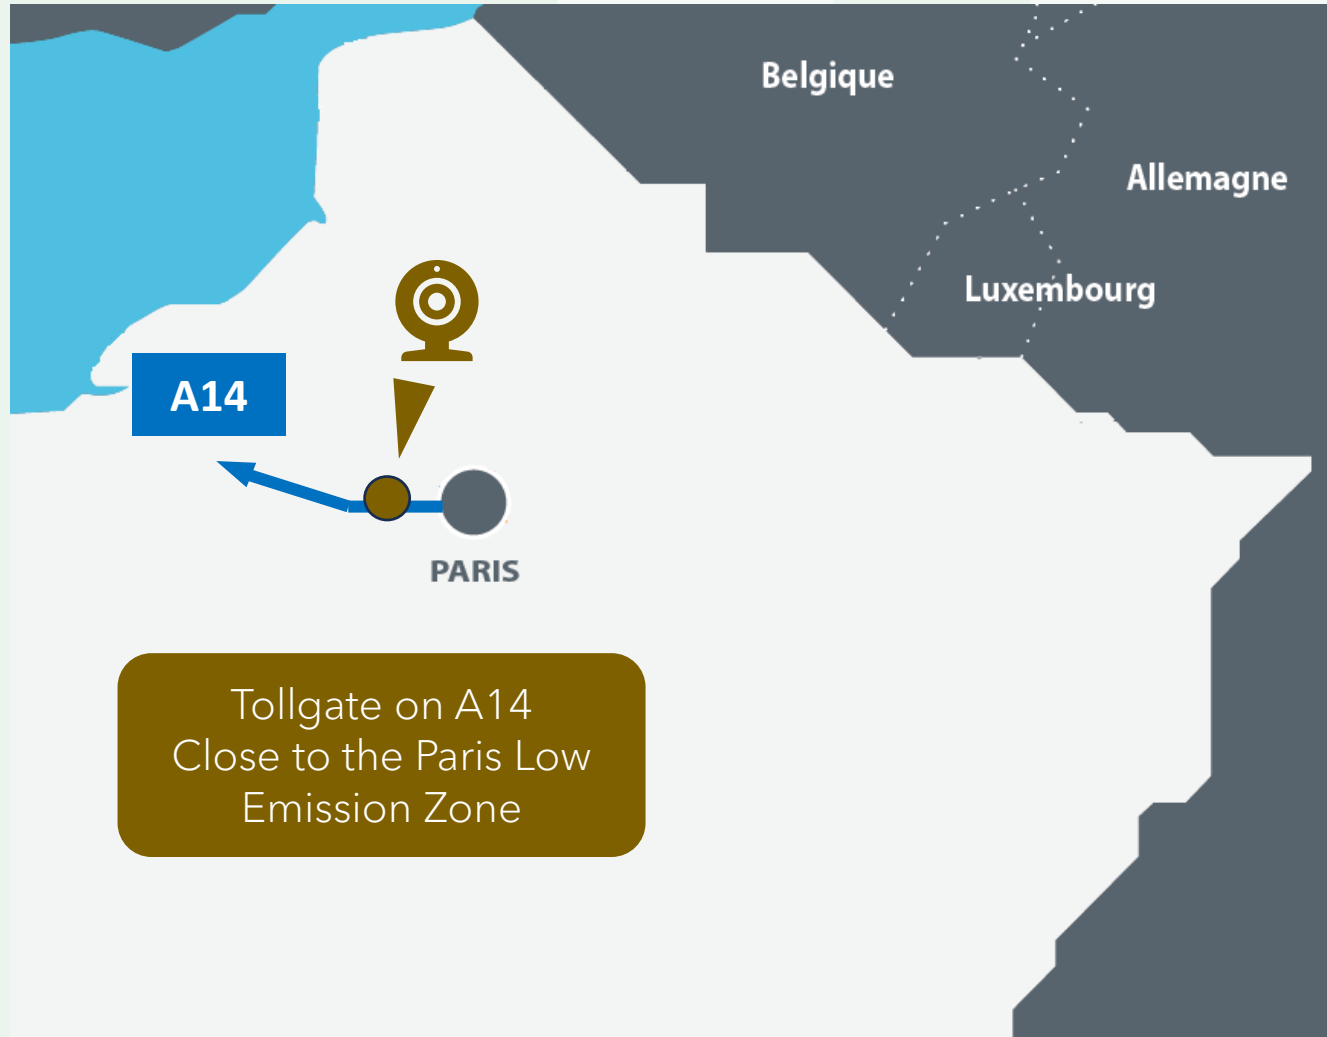 Belgique
Allemagne
Luxembourg
A14
PARIS
Tollgate on A14
Close to the Paris Low
Emission Zone